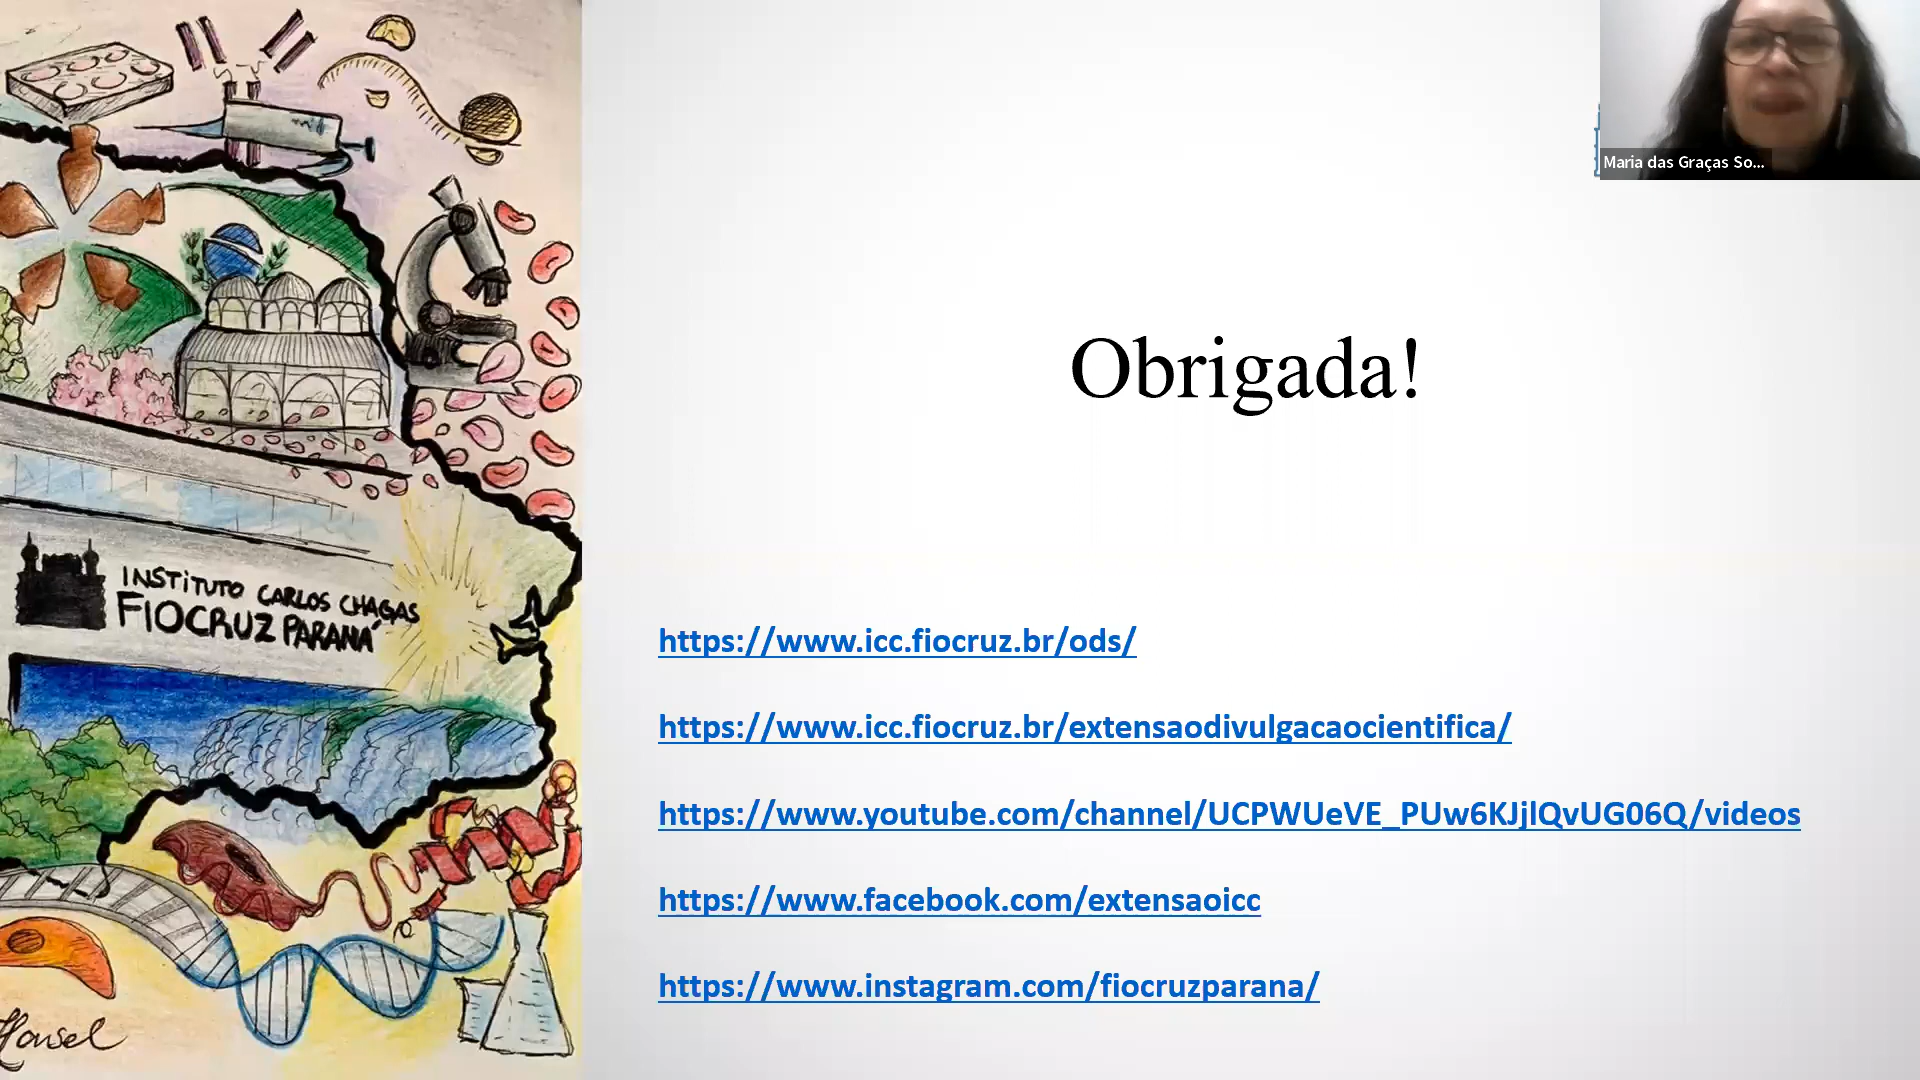 Maria das Graças So...
Obrigada!
INSTITUTO CARLOS CHAGAS
FIOCRUZ PARANÁ
https://www.icc.fiocruz.br/ods/
https://www.icc.fiocruz.br/extensaodivulgacaocientifica/
https://www.youtube.com/channel/UCPWUeVE_PUw6KJjlQvUG06Q/videos
https://www.facebook.com/extensaoicc
https://www.instagram.com/fiocruzparana/